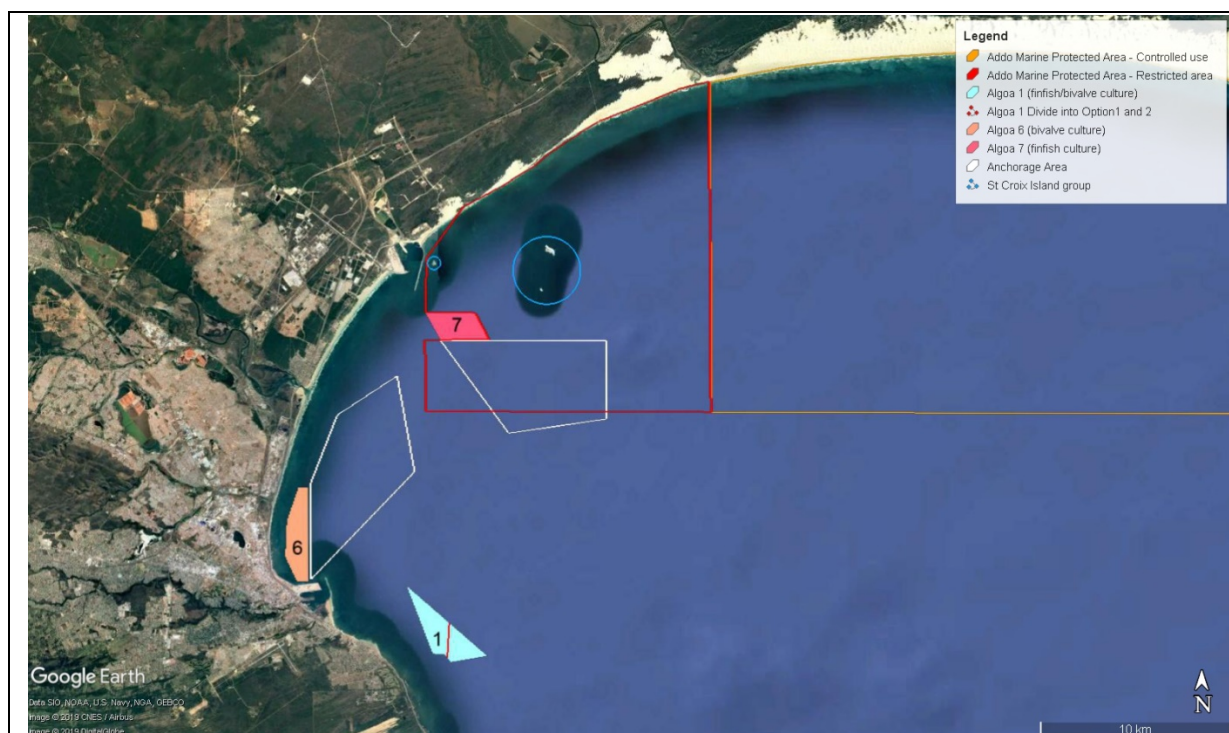 Legend
Addo Marine Protected Area - Controlled use
Addo Marine Protected Area - Restricted area
Algoa 1 (finfish/bivalve culture)
Algoa 1 Divide into Option1 and 2
Algoa 6 (bivalve culture)
Algoa 7 (finfish culture)
Anchorage Area
St Croix Island group
7
6
1
Google Earth
Data SIO, NOAA, U.S. Navy, NGA, GEBCO
Image © 2019 CNES / Airbus
Image © 2019 DigitalGlobe
N
10 km